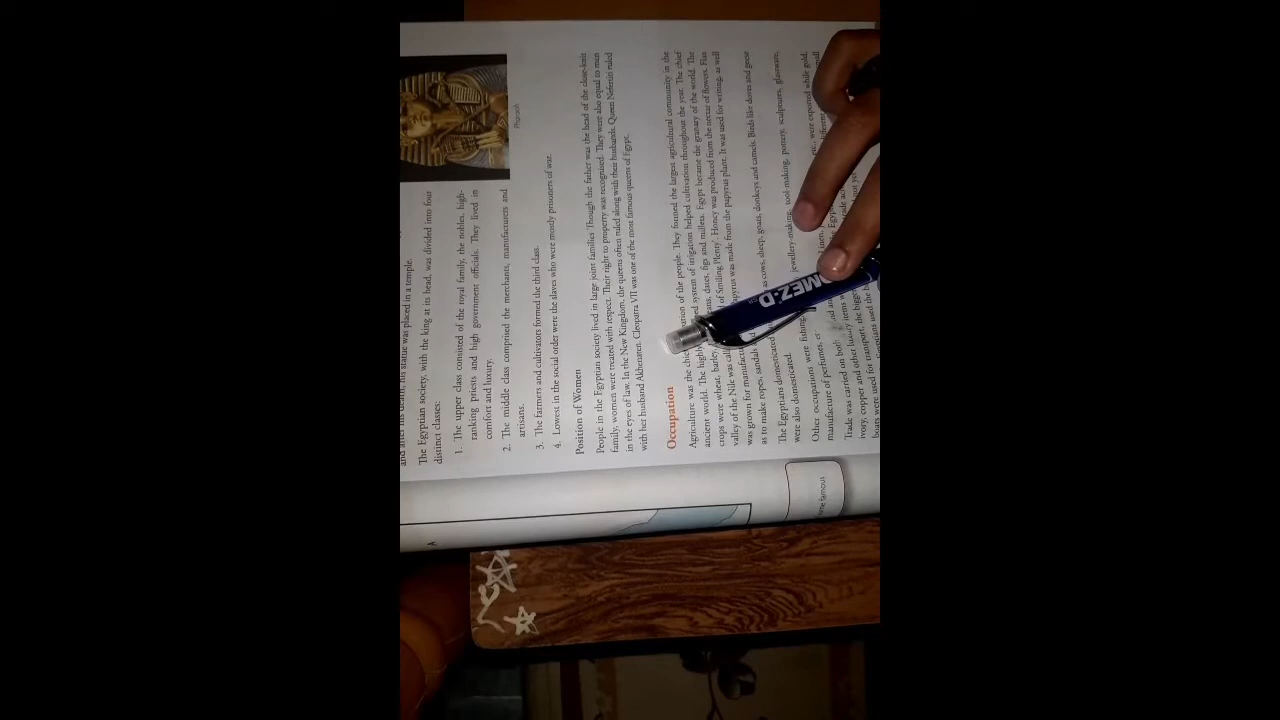 and after his death, his statue was placed in a temple.
The Egyptian society, with the king at its head, was divided into four
distinct classes:
1. The upper class consisted of the royal family, the nobles, high-
ranking priests and high government officials. They lived in
comfort and luxury.
2. The middle class comprised the merchants, manufacturers and
artisans.
3. The farmers and cultivators formed the third class.
4. Lowest in the social order were the slaves who were mostly prisoners of war.
Pharaoh
Position of Women
People in the Egyptian society lived in large joint families Though the father was the head of the close-knit
family, women were treated with respect. Their right to property was recognised. They were also equal to men
in the eyes of law. In the New Kingdom, the queens often ruled along with their husbands. Queen Nefertiti ruled
with her husband Akhenaten. Cleopatra VII was one of the most famous queens of Egypt.
Occupation
Agriculture was the chief of the people. They formed the largest agricultural community in the
ancient world. The system of irrigation helped cultivation throughout the year. The chief
crops were wheat, barley, dates, figs and millets. Egypt became the granary of the world. The
valley of the Nile was of Smiling Plenty'. Honey was produced from the nectar of flowers. Flax
was grown for was made from the papyrus plant. It was used for writing, as well
as to make ropes, sandals
The Egyptians domesticated as cows, sheep, goats, donkeys and camels. Birds like doves and geese
were also domesticated.
Other occupations were fishing, jewellery-making, tool-making, pottery, sculptures, glassware,
manufacture of perfumes,
Trade was carried on both were exported while gold,
ivory, copper and other luxury items
boats were used for transport, the
used the
MEZ-D
famous
A